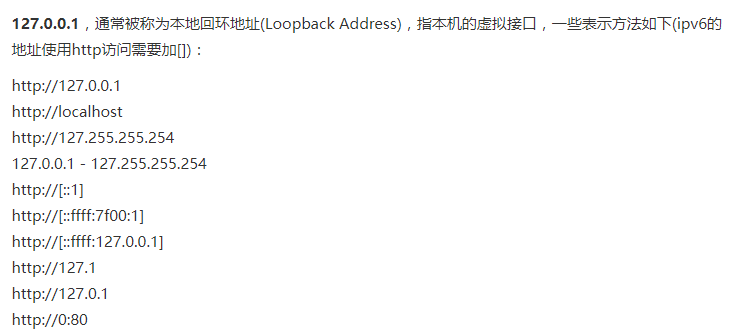 127.0.0.1，通常被称为本地回环地址(Loopback Address)，指本机的虚拟接口，一些表示方法如下(ipv6的
地址使用http访问需要加[])：
http://127.0.0.1
http://localhost
http://127.255.255.254
127.0.0.1 - 127.255.255.254
http://[::1]
http://[::ffff:7f00:1]
http://[::ffff:127.0.0.1]
http://127.1
http://127.0.1
http://0:80